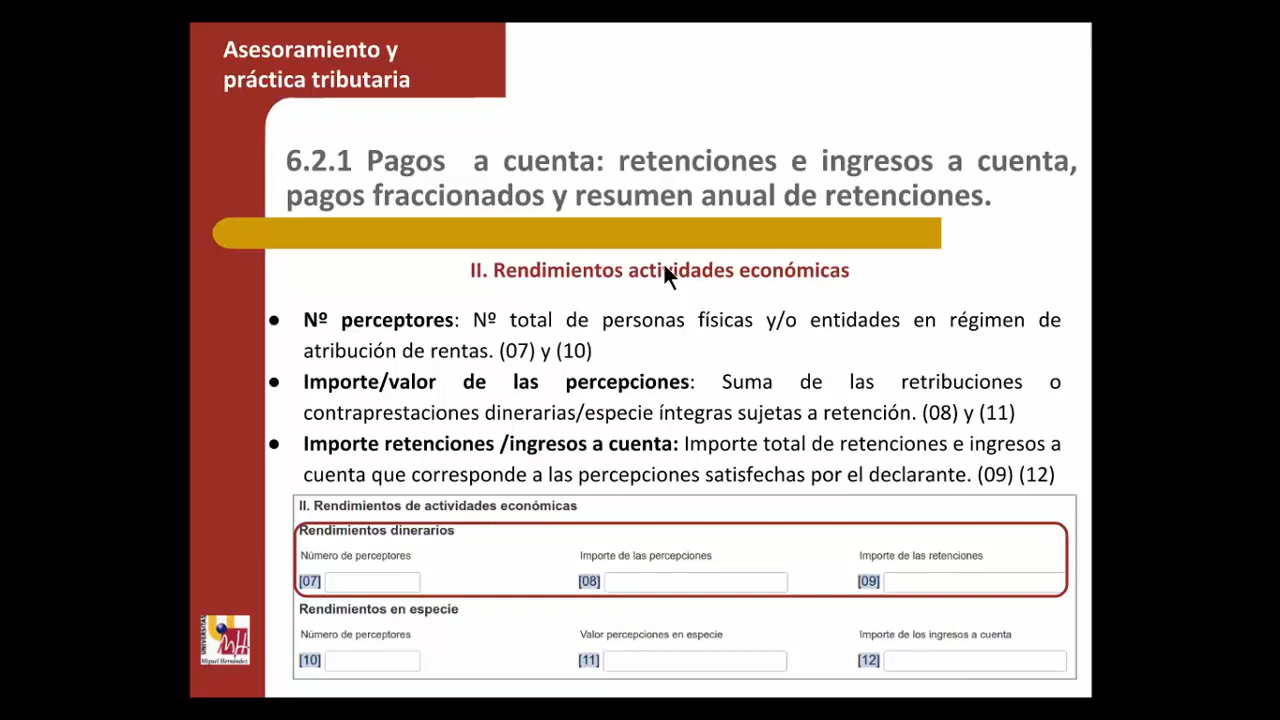 Asesoramiento y
práctica tributaria
6.2.1 Pagos a cuenta: retenciones e ingresos a cuenta,
pagos fraccionados y resumen anual de retenciones.
II. Rendimientos actividades económicas
● Nº perceptores: Nº total de personas físicas y/o entidades en régimen de
atribución de rentas. (07) y (10)
● Importe/valor de las percepciones: Suma de las retribuciones o
contraprestaciones dinerarias/especie íntegras sujetas a retención. (08) y (11)
● Importe retenciones /ingresos a cuenta: Importe total de retenciones e ingresos a
cuenta que corresponde a las percepciones satisfechas por el declarante. (09) (12)
II. Rendimientos de actividades económicas
Rendimientos dinerarios
Número de perceptores Importe de las percepciones Importe de las retenciones
[07] [08] [09]
Rendimientos en especie
Número de perceptores Valor percepciones en especie Importe de los ingresos a cuenta
[10] [11] [12]
UNIVERSITAS
Miguel Hernández